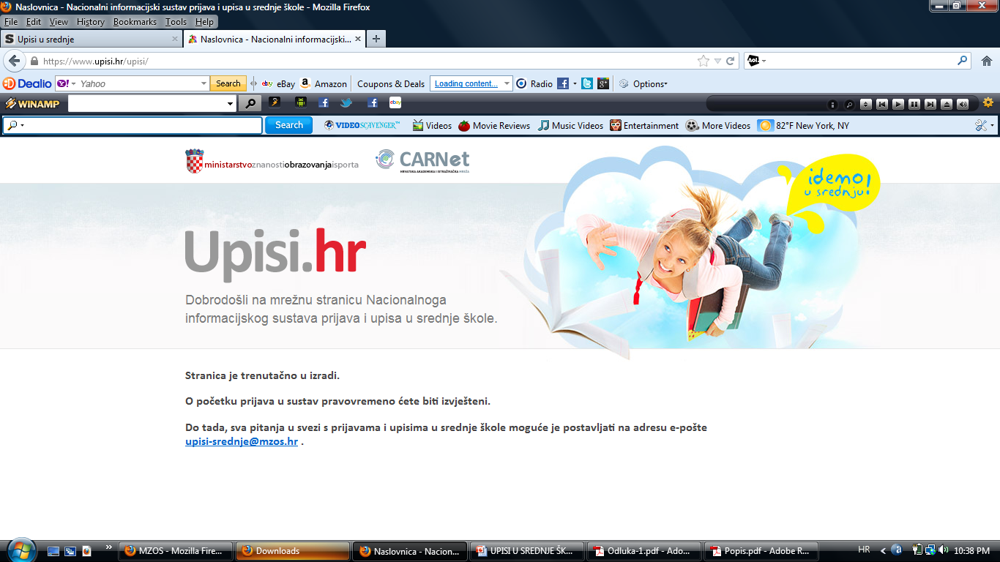 Naslovnica - Nacionalni informacijski sustav prijava i upisa u srednje škole - Mozilla Firefox
File Edit View History Bookmarks Tools Help
Upisi u srednje
Naslovnica - Nacionalni informacijski...
https://www.upisi.hr/upisi/
Aol.
Dealio Y! Yahoo Search ebay eBay Amazon Coupons & Deals Loading content... Radio Options
WINAMP
Search VIDEO SCAVENGER™ Videos Movie Reviews Music Videos Entertainment More Videos 82°F New York, NY
ministarstvoznanostiobrazovanjaisporta
CARNet
HRVATSKA AKADEMSKA I ISTRAŽIVAČKA MREŽA
idemo
u srednju!
Upisi.hr
Dobrodošli na mrežnu stranicu Nacionalnoga
informacijskog sustava prijava i upisa u srednje škole.
Stranica je trenutačno u izradi.
O početku prijava u sustav pravovremeno ćete biti izvješteni.
Do tada, sva pitanja u svezi s prijavama i upisima u srednje škole moguće je postavljati na adresu e-pošte
upisi-srednje@mzos.hr .
MZOS - Mozilla Fire... Downloads Naslovnica - Nacion... UPISI U SREDNJE ŠK... Odluka-1.pdf - Ado... Popis.pdf - Adobe R... HR 10:38 PM